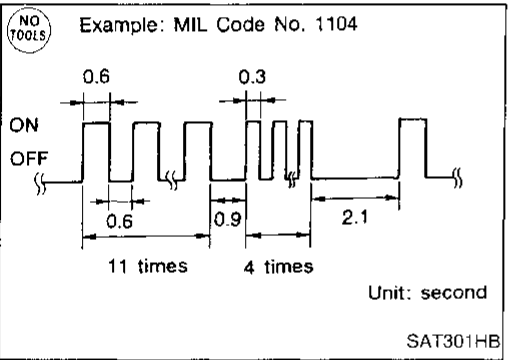 NO
TOOLS
Example: MIL Code No. 1104
0.6
0.3
ON
OFF
0.6
0.9
2.1
11 times
4 times
Unit: second
SAT301HB